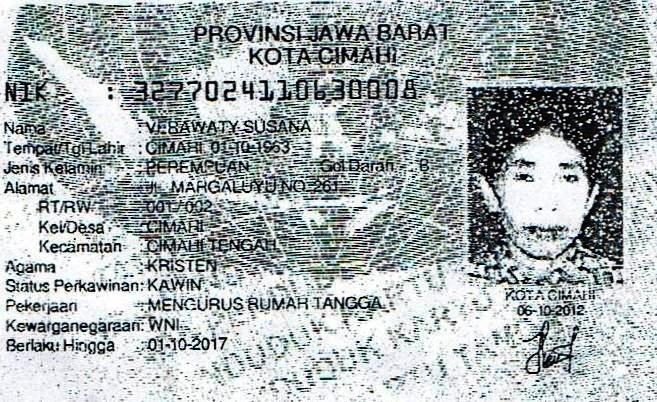 PROVINSI JAWA BARAT
KOTA CIMAHI
NIK : 3277024110630008
Nama : VERAWATY SUSANA
Tempat/Tgl Lahir : CIMAHI 01-10-1963
Jenis Kelamin : PEREMPUAN Gol Darah : B
Alamat : JL. MARGALUYU NO. 261
RT/RW : 001 / 002
Kel/Desa : CIMAHI
Kecamatan : CIMAHI TENGAH
Agama : KRISTEN
Status Perkawinan: KAWIN
Pekerjaan : MENGURUS RUMAH TANGGA
Kewarganegaraan: WNI
Berlaku Hingga : 01-10-2017
KOTA CIMAHI
06-10-2012